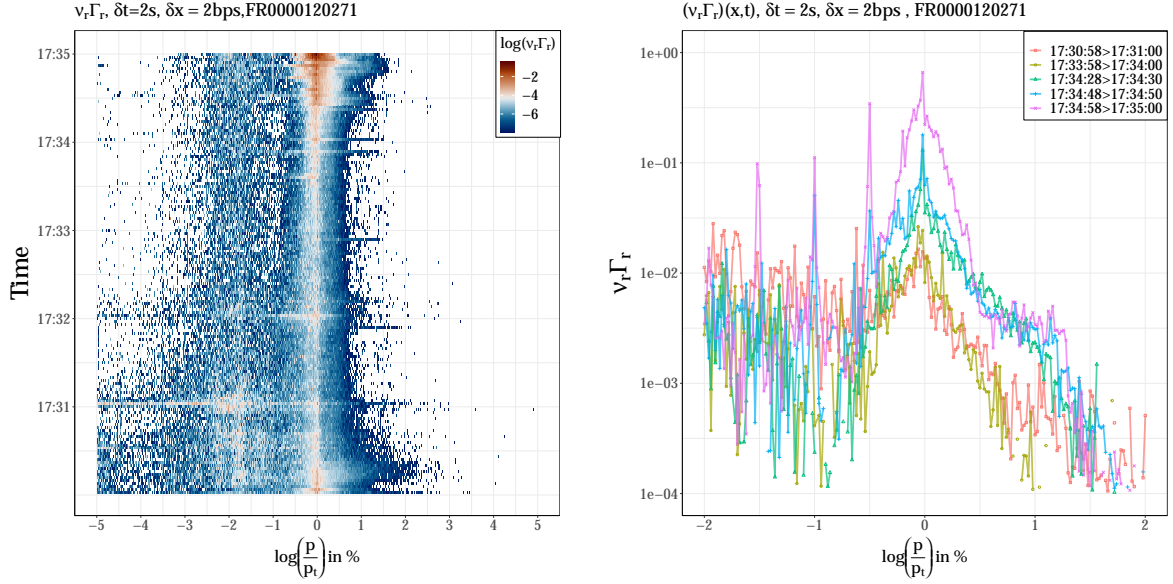 νrΓr, δt=2s, δx = 2bps,FR0000120271
log(νrΓr)
−2
−4
−6
17:35
17:34
17:33
17:32
17:31
Time
−5 −4 −3 −2 −1 0 1 2 3 4 5
log(p/pt) in %
(νrΓr)(x,t), δt = 2s, δx = 2bps , FR0000120271
17:30:58>17:31:00
17:33:58>17:34:00
17:34:28>17:34:30
17:34:48>17:34:50
17:34:58>17:35:00
1e+00
1e−01
1e−02
1e−03
1e−04
νrΓr
−2 −1 0 1 2
log(p/pt) in %